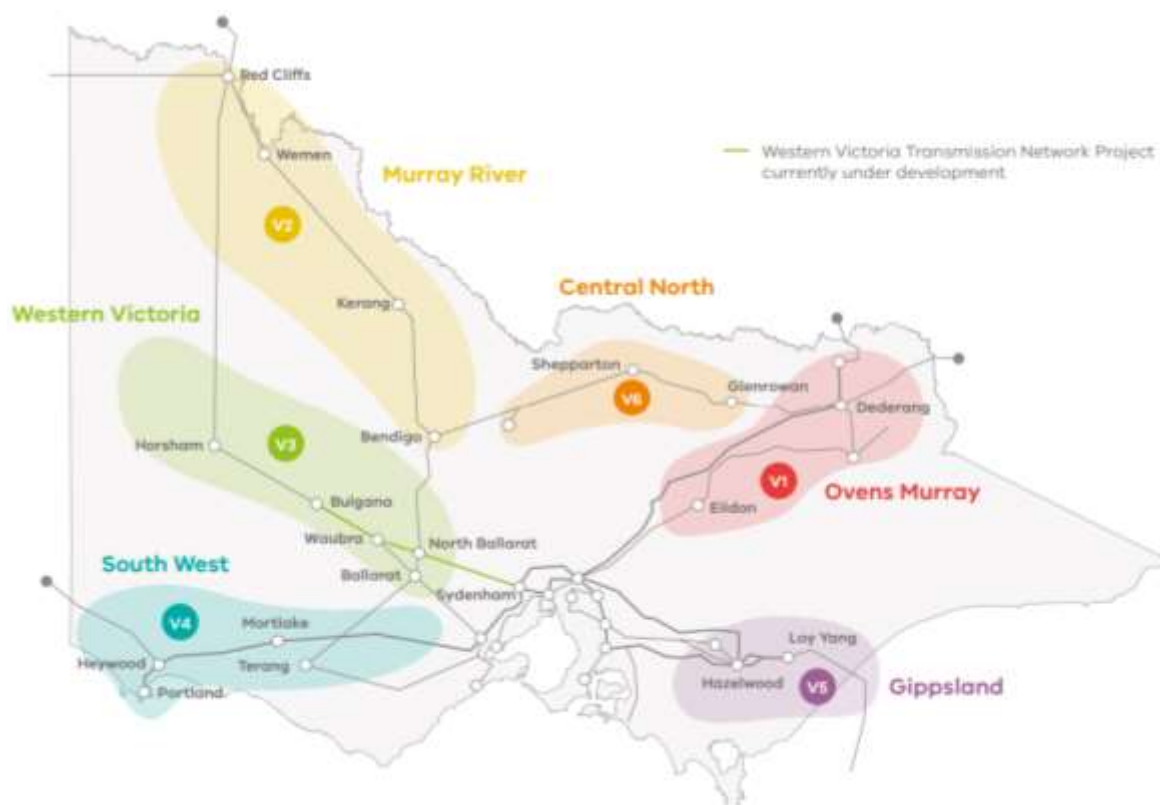 Red Cliffs
Wemen
Western Victoria Transmission Network Project
currently under development
Murray River
V2
Central North
Kerang
Western Victoria
Shepparton
Glenrowan
V6
Dederang
Bendigo
Horsham
V3
V1
Ovens Murray
Eildon
Bulgana
Waubra
North Ballarat
South West
Ballarat
Sydenham
V4
Mortlake
Loy Yang
Heywood
Terang
Hazelwood
V5
Gippsland
Portland